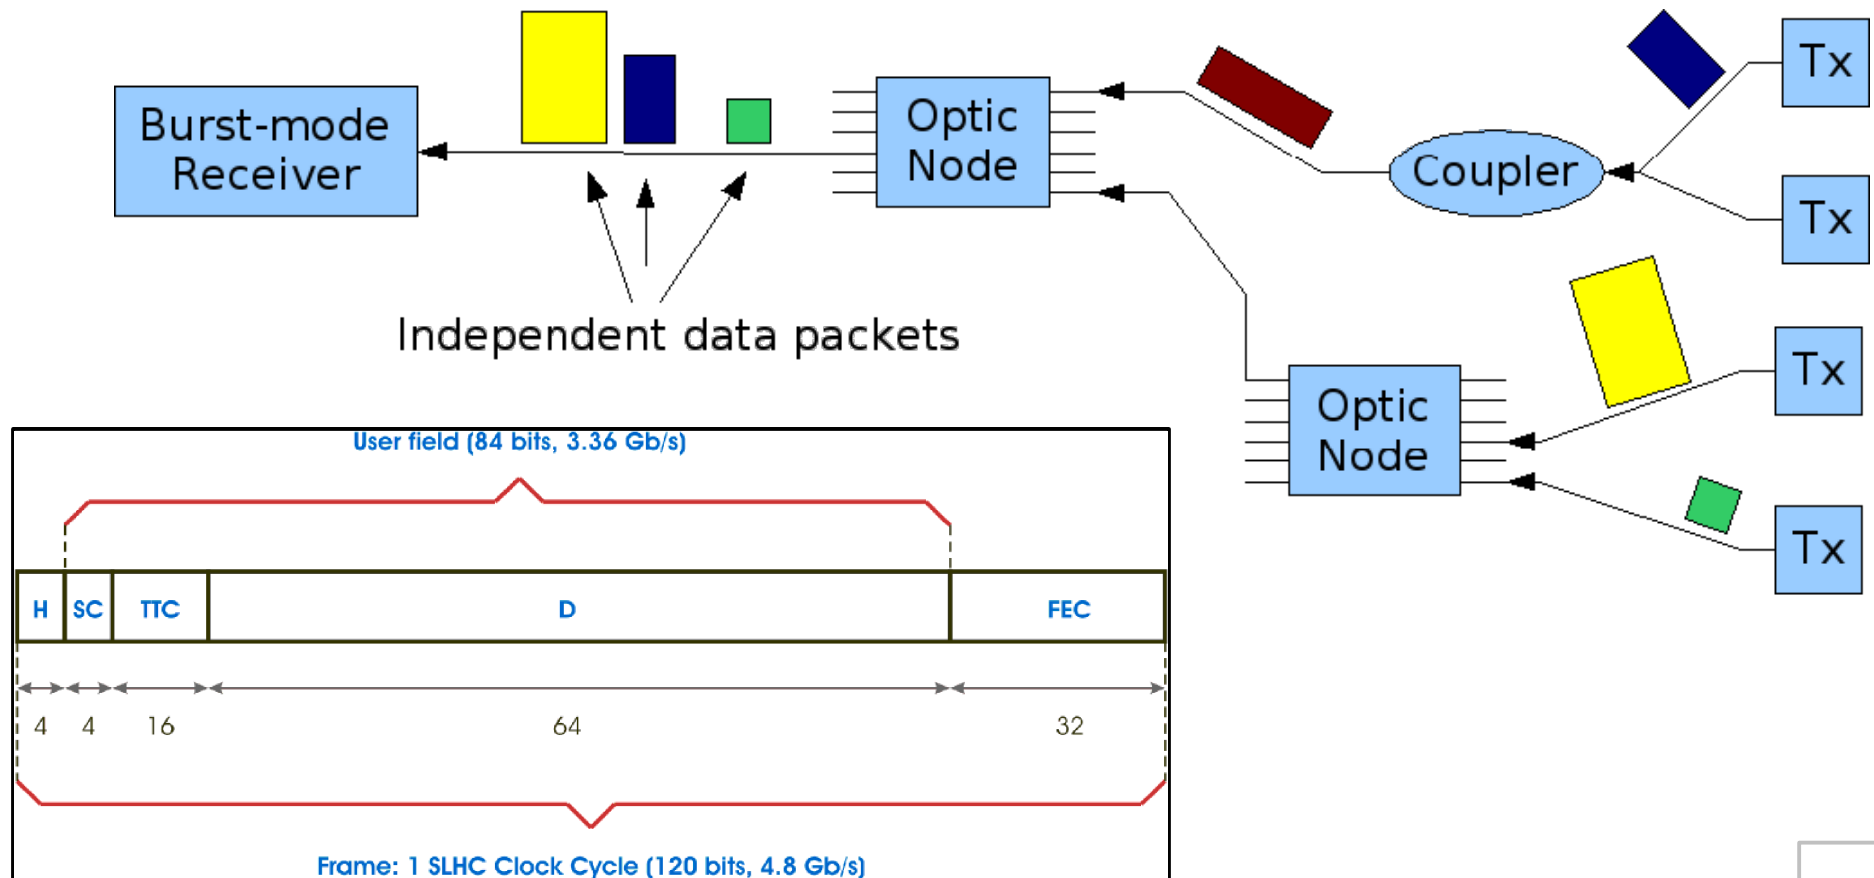 Burst-mode
Receiver
Optic
Node
Coupler
Tx
Tx
Independent data packets
Optic
Node
Tx
Tx
User field (84 bits, 3.36 Gb/s)
H SC TTC D FEC
4 4 16 64 32
Frame: 1 SLHC Clock Cycle (120 bits, 4.8 Gb/s)